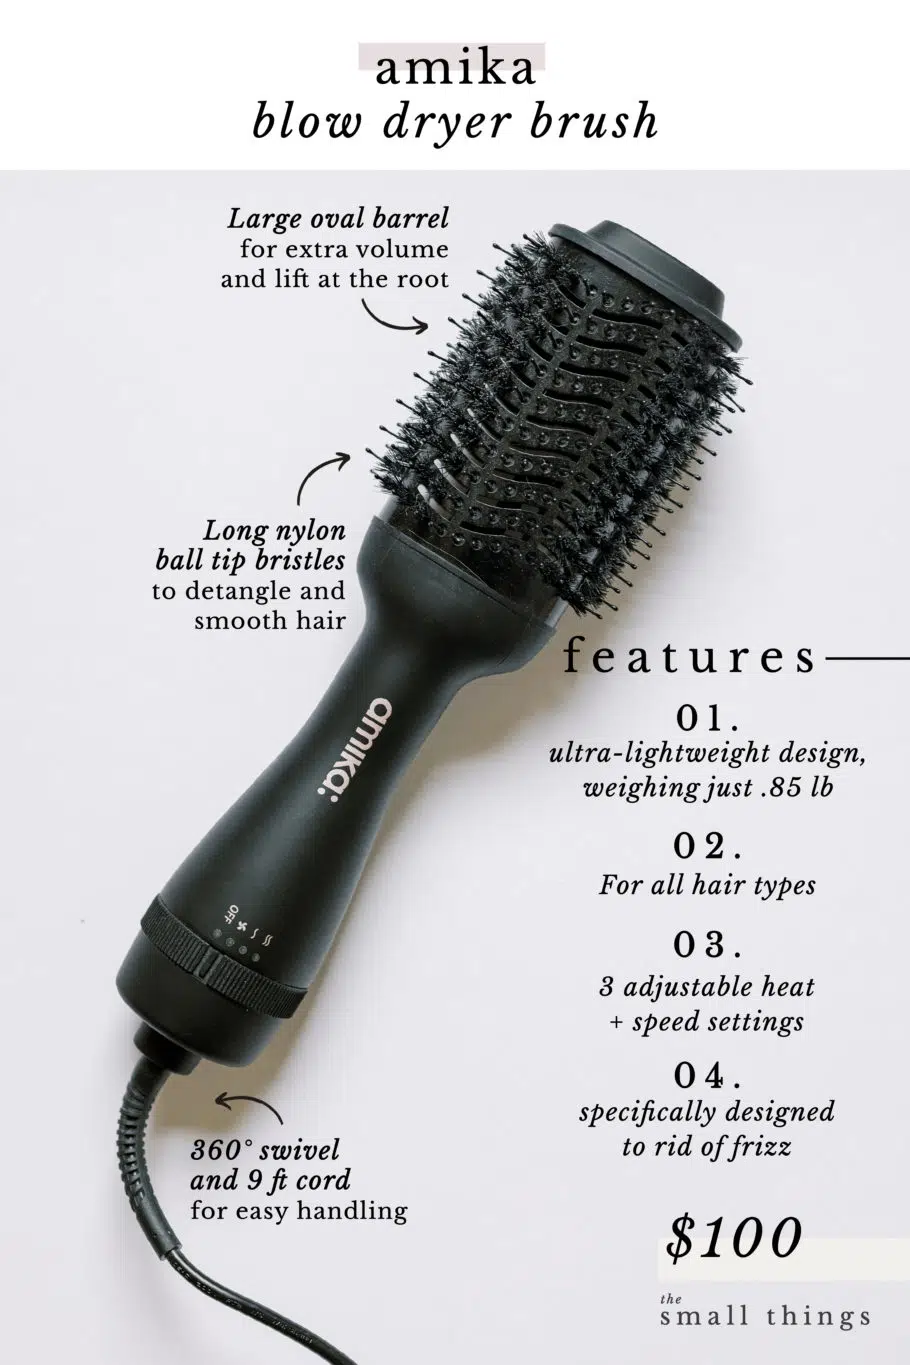 amika
blow dryer brush
Large oval barrel
for extra volume
and lift at the root
Long nylon
ball tip bristles
to detangle and
smooth hair
amika:
OFF
features
01.
ultra-lightweight design,
weighing just .85 lb
02.
For all hair types
03.
3 adjustable heat
+ speed settings
04.
specifically designed
to rid of frizz
360° swivel
and 9 ft cord
for easy handling
$100
the
small things